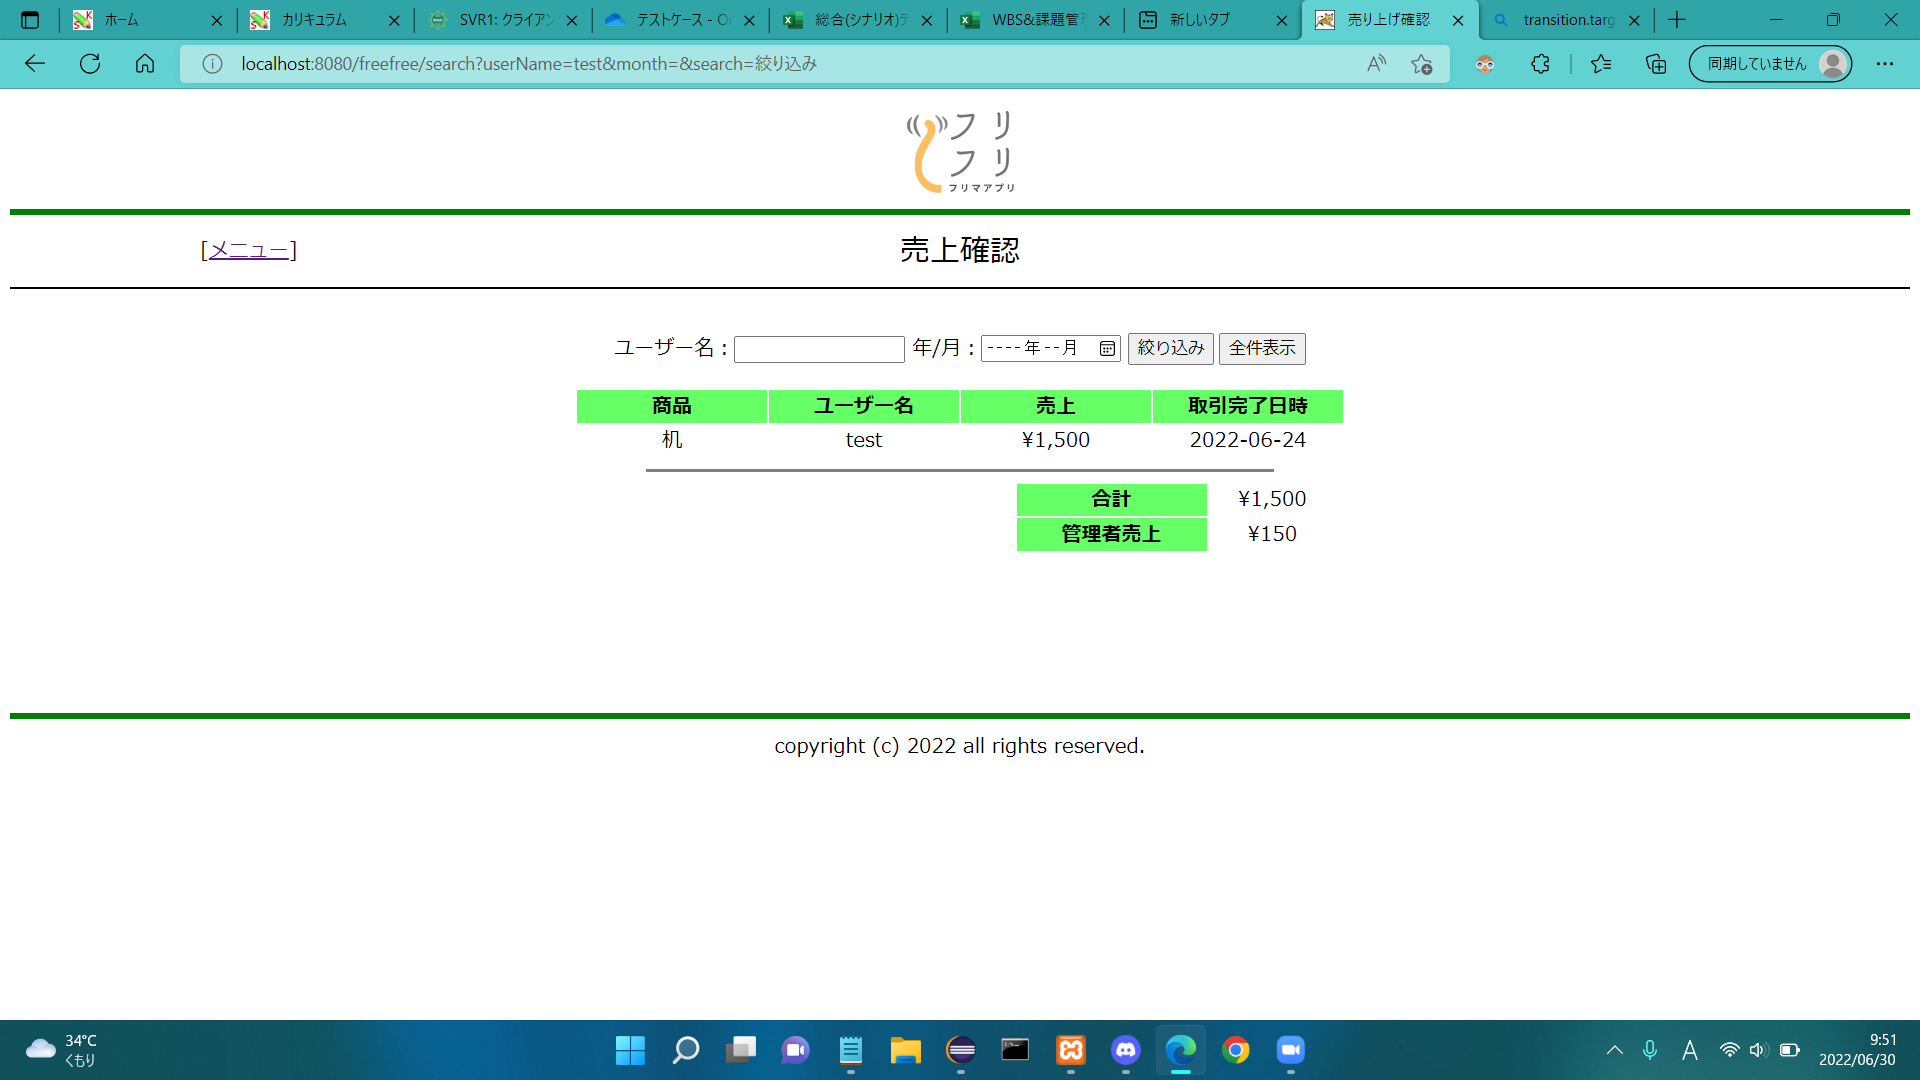 ホーム
カリキュラム
SVR1: クライアン
テストケース - O
総合(シナリオ)テ
WBS&課題管理
新しいタブ
売り上げ確認
transition.targ
localhost:8080/freefree/search?userName=test&month=&search=絞り込み
同期していません
フリ
フリ
フリマアプリ
[メニュー]
売上確認
ユーザー名：
年/月：
----年--月
絞り込み
全件表示
商品 ユーザー名 売上 取引完了日時
机 test ¥1,500 2022-06-24
合計 ¥1,500
管理者売上 ¥150
copyright (c) 2022 all rights reserved.
34°C
くもり
A
9:51
2022/06/30